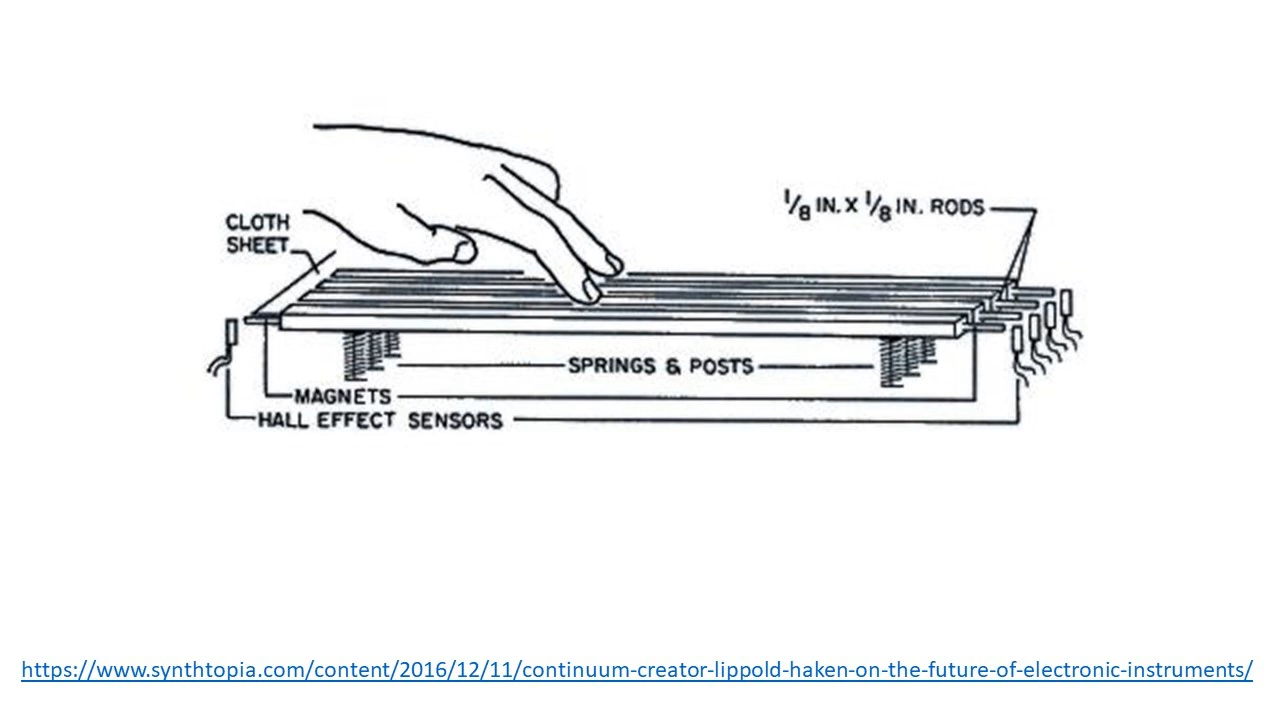 CLOTH
SHEET
1/8 IN. X 1/8 IN. RODS
SPRINGS & POSTS
MAGNETS
HALL EFFECT SENSORS
https://www.synthtopia.com/content/2016/12/11/continuum-creator-lippold-haken-on-the-future-of-electronic-instruments/